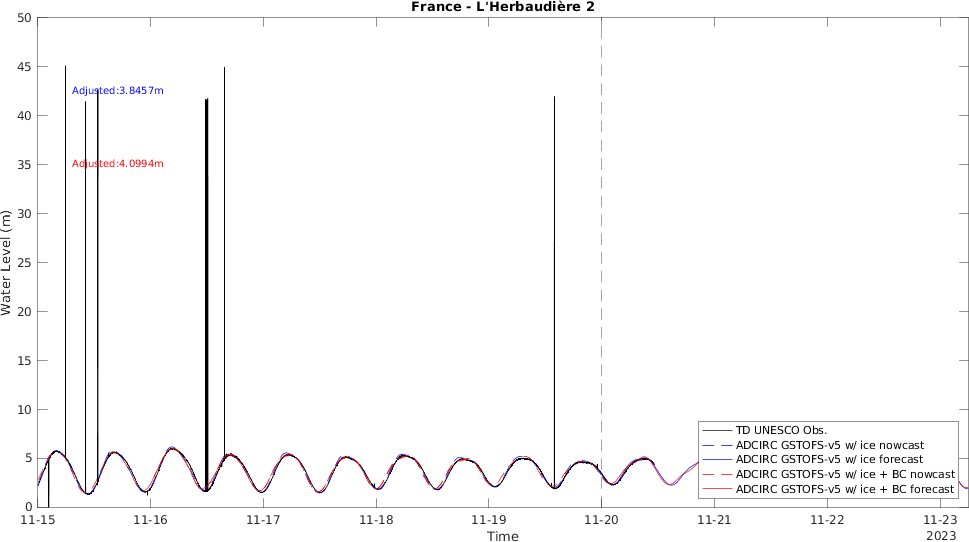 France - L'Herbaudière 2
50
45
40
35
30
25
20
15
10
5
0
Water Level (m)
Adjusted:3.8457m
Adjusted:4.0994m
TD UNESCO Obs.
ADCIRC GSTOFS-v5 w/ ice nowcast
ADCIRC GSTOFS-v5 w/ ice forecast
ADCIRC GSTOFS-v5 w/ ice + BC nowcast
ADCIRC GSTOFS-v5 w/ ice + BC forecast
11-15 11-16 11-17 11-18 11-19 11-20 11-21 11-22 11-23
Time
2023